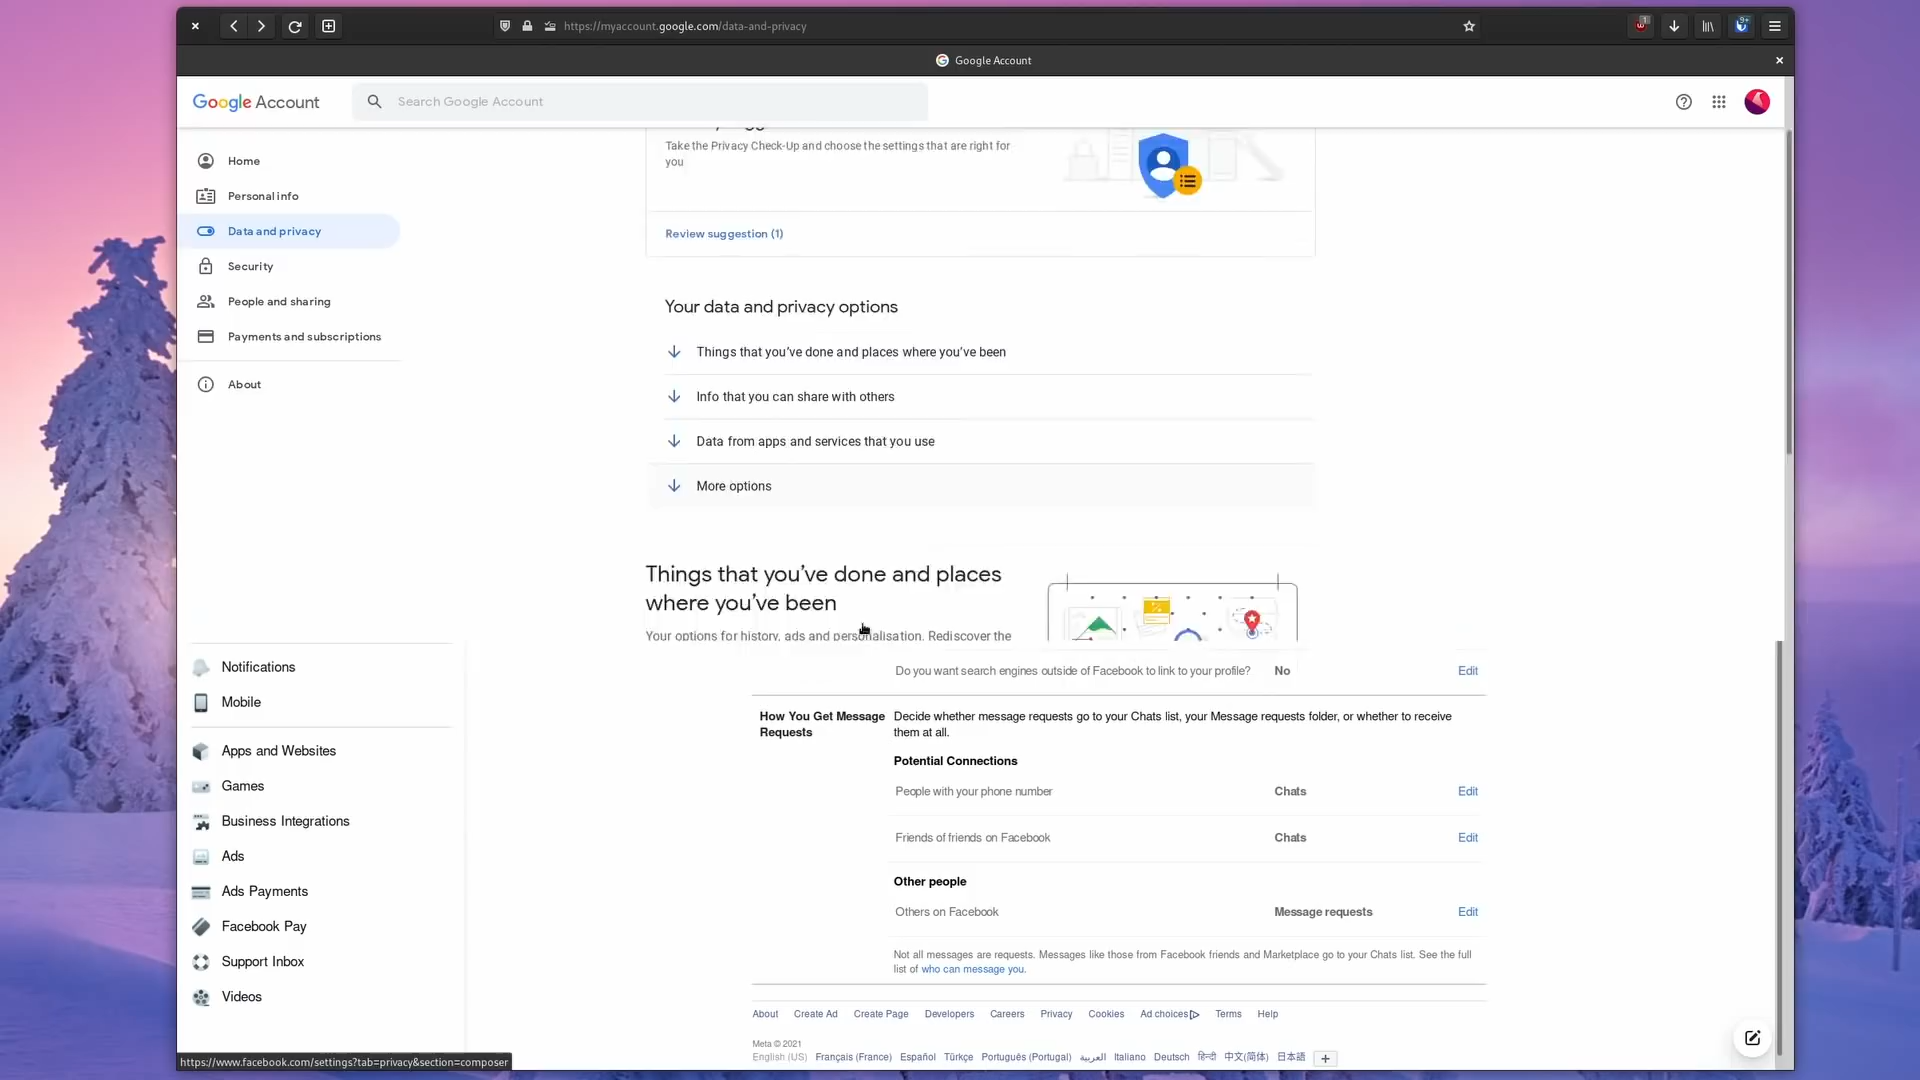 https://myaccount.google.com/data-and-privacy
1
9+
Google Account
Google Account
Search Google Account
Home
Personal info
Data and privacy
Security
People and sharing
Payments and subscriptions
About
Take the Privacy Check-Up and choose the settings that are right for
you
Review suggestion (1)
Your data and privacy options
Things that you've done and places where you've been
Info that you can share with others
Data from apps and services that you use
More options
Things that you've done and places
where you've been
Your options for history, ads and personalisation. Rediscover the
Notifications
Mobile
Apps and Websites
Games
Business Integrations
Ads
Ads Payments
Facebook Pay
Support Inbox
Videos
Do you want search engines outside of Facebook to link to your profile? No Edit
How You Get Message
Requests
Decide whether message requests go to your Chats list, your Message requests folder, or whether to receive
them at all.
Potential Connections
People with your phone number Chats Edit
Friends of friends on Facebook Chats Edit
Other people
Others on Facebook Message requests Edit
Not all messages are requests. Messages like those from Facebook friends and Marketplace go to your Chats list. See the full
list of who can message you.
About Create Ad Create Page Developers Careers Privacy Cookies Ad choices Terms Help
Meta © 2021
English (US) Français (France) Español Türkçe Português (Portugal) العربية Italiano Deutsch हिन्दी 中文(简体) 日本語 +
https://www.facebook.com/settings?tab=privacy&section=composer